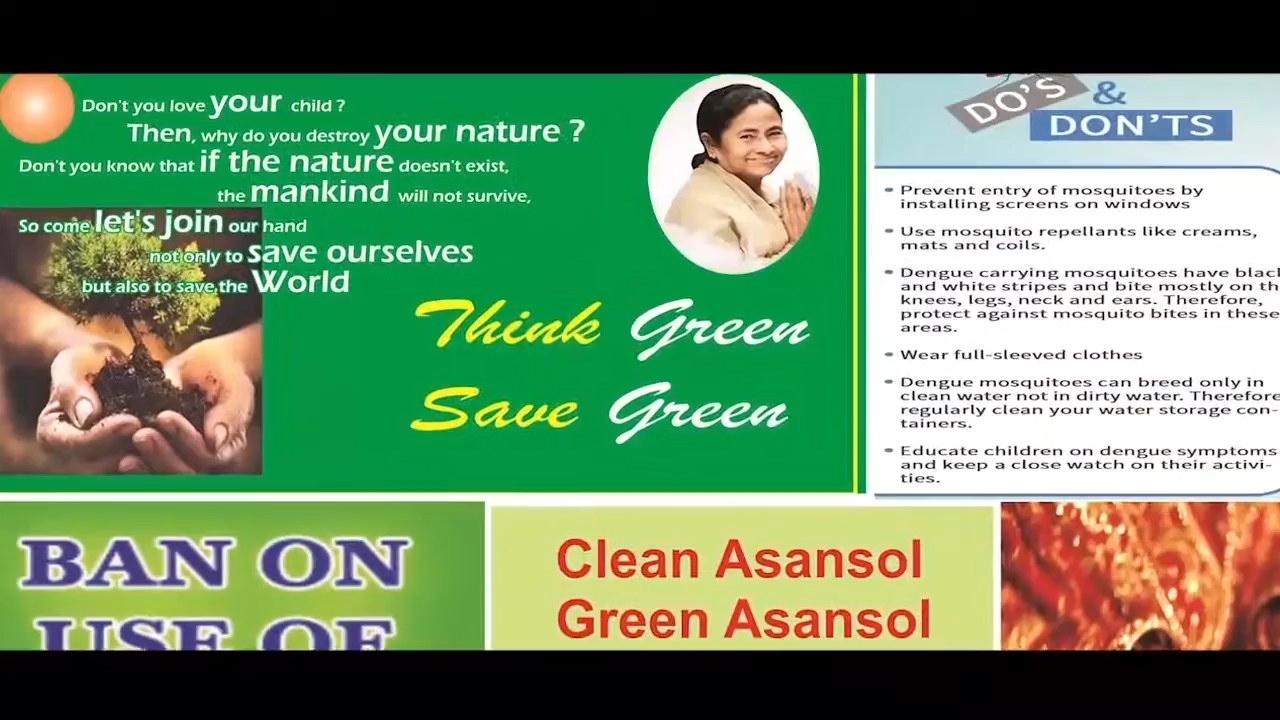 Don't you love your child ?
Then, why do you destroy your nature ?
Don't you know that if the nature doesn't exist,
the mankind will not survive,
So come let's join our hand
not only to save ourselves
but also to save the World
Think Green
Save Green
DO'S &
DON'TS
Prevent entry of mosquitoes by
installing screens on windows
Use mosquito repellants like creams,
mats and coils.
Dengue carrying mosquitoes have blac
and white stripes and bite mostly on th
knees, legs, neck and ears. Therefore,
protect against mosquito bites in these
areas.
Wear full-sleeved clothes
Dengue mosquitoes can breed only in
clean water not in dirty water. Therefore
regularly clean your water storage con-
tainers.
Educate children on dengue symptoms
and keep a close watch on their activi-
ties.
BAN ON
USE OF
Clean Asansol
Green Asansol